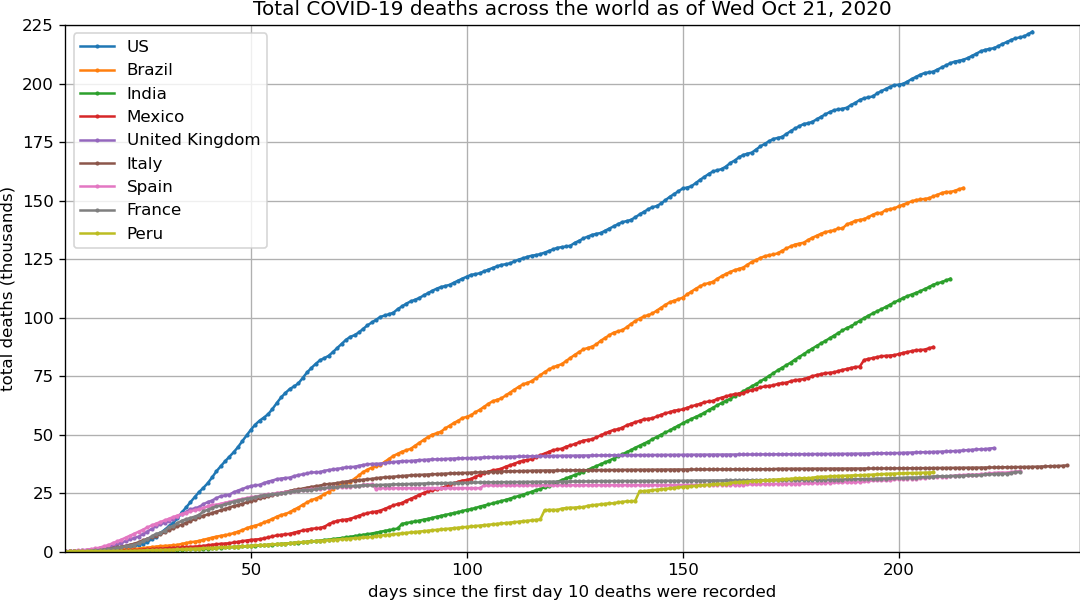 Total COVID-19 deaths across the world as of Wed Oct 21, 2020
total deaths (thousands)
225
200
175
150
125
100
75
50
25
0
US
Brazil
India
Mexico
United Kingdom
Italy
Spain
France
Peru
50 100 150 200
days since the first day 10 deaths were recorded